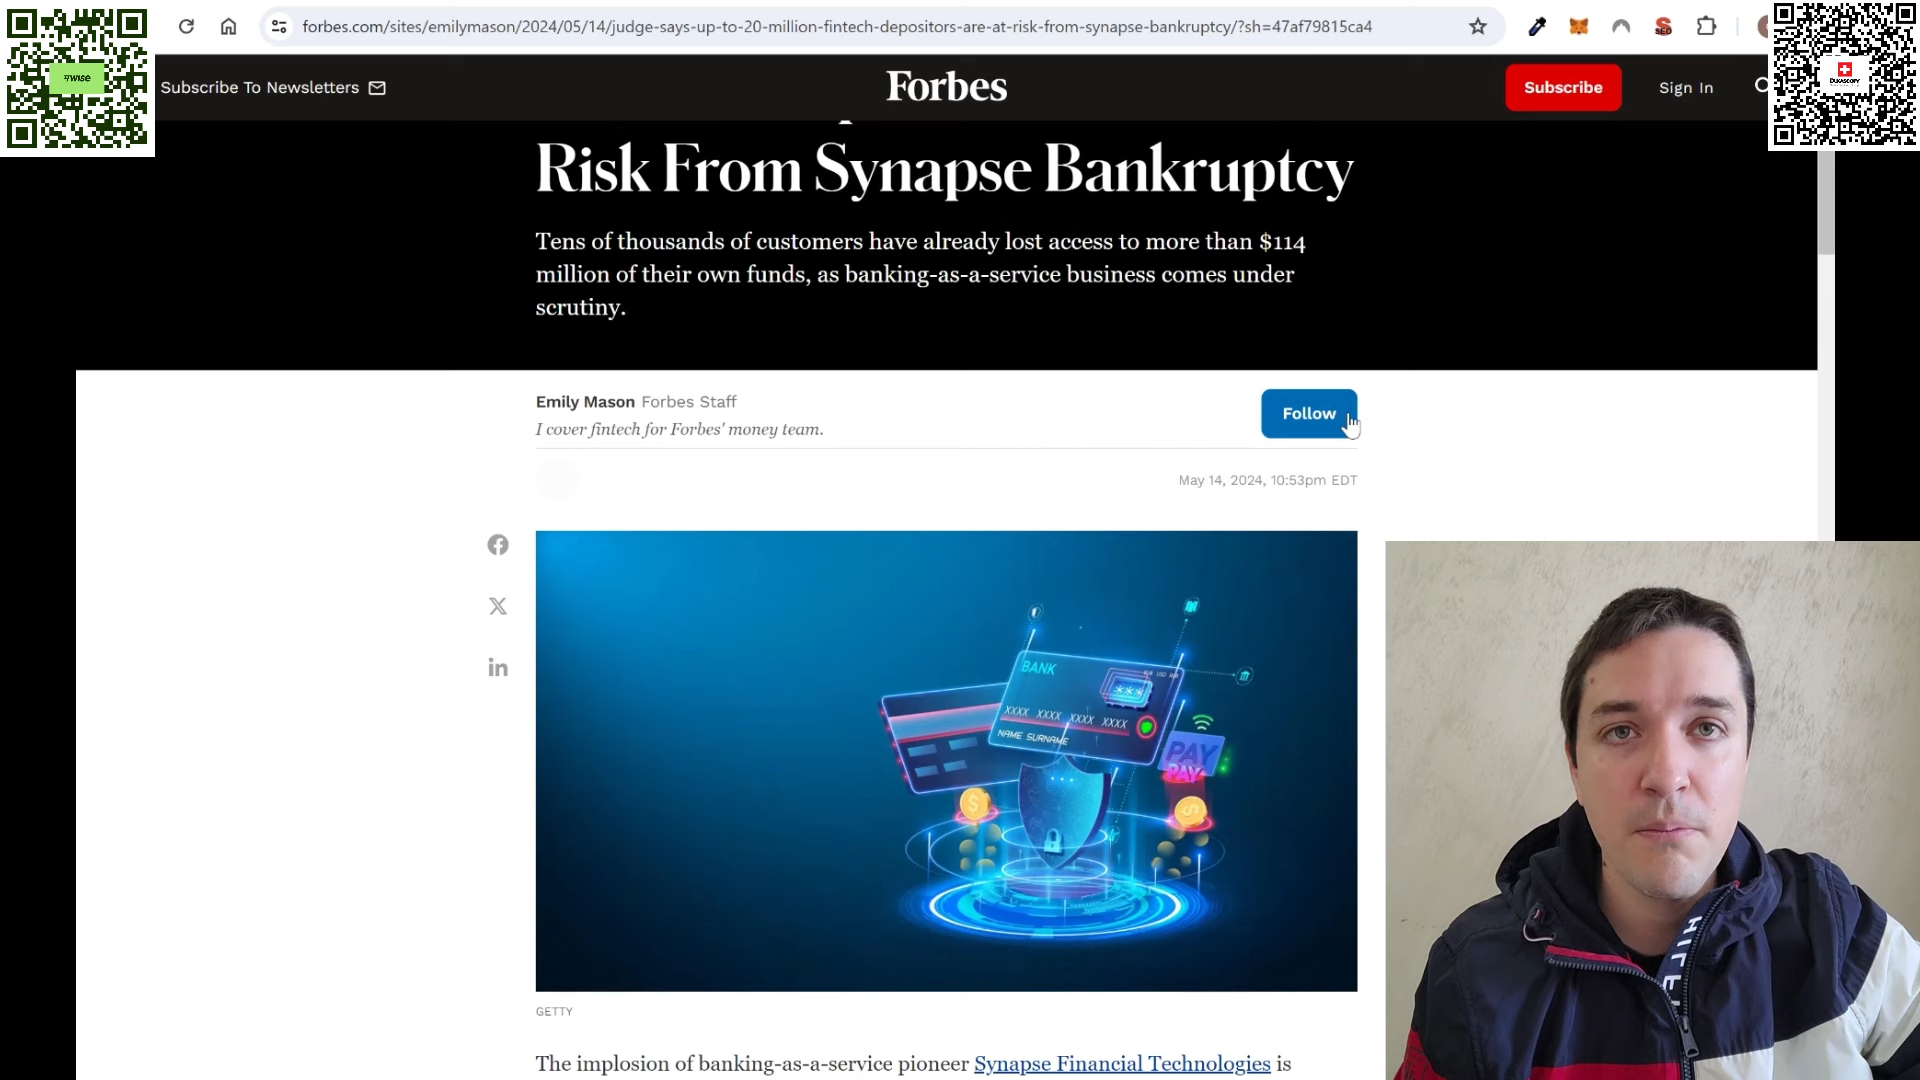 forbes.com/sites/emilymason/2024/05/14/judge-says-up-to-20-million-fintech-depositors-are-at-risk-from-synapse-bankruptcy/?sh=47af79815ca4
SEO
wise
DUKASCOPY
Subscribe To Newsletters
Forbes
Subscribe
Sign In
Risk From Synapse Bankruptcy
Tens of thousands of customers have already lost access to more than $114
million of their own funds, as banking-as-a-service business comes under
scrutiny.
Emily Mason Forbes Staff
Follow
I cover fintech for Forbes' money team.
May 14, 2024, 10:53pm EDT
BANK
***
XXXX XXXX XXXX XXXX
NAME SURNAME
PAY
PAY
GETTY
The implosion of banking-as-a-service pioneer Synapse Financial Technologies is